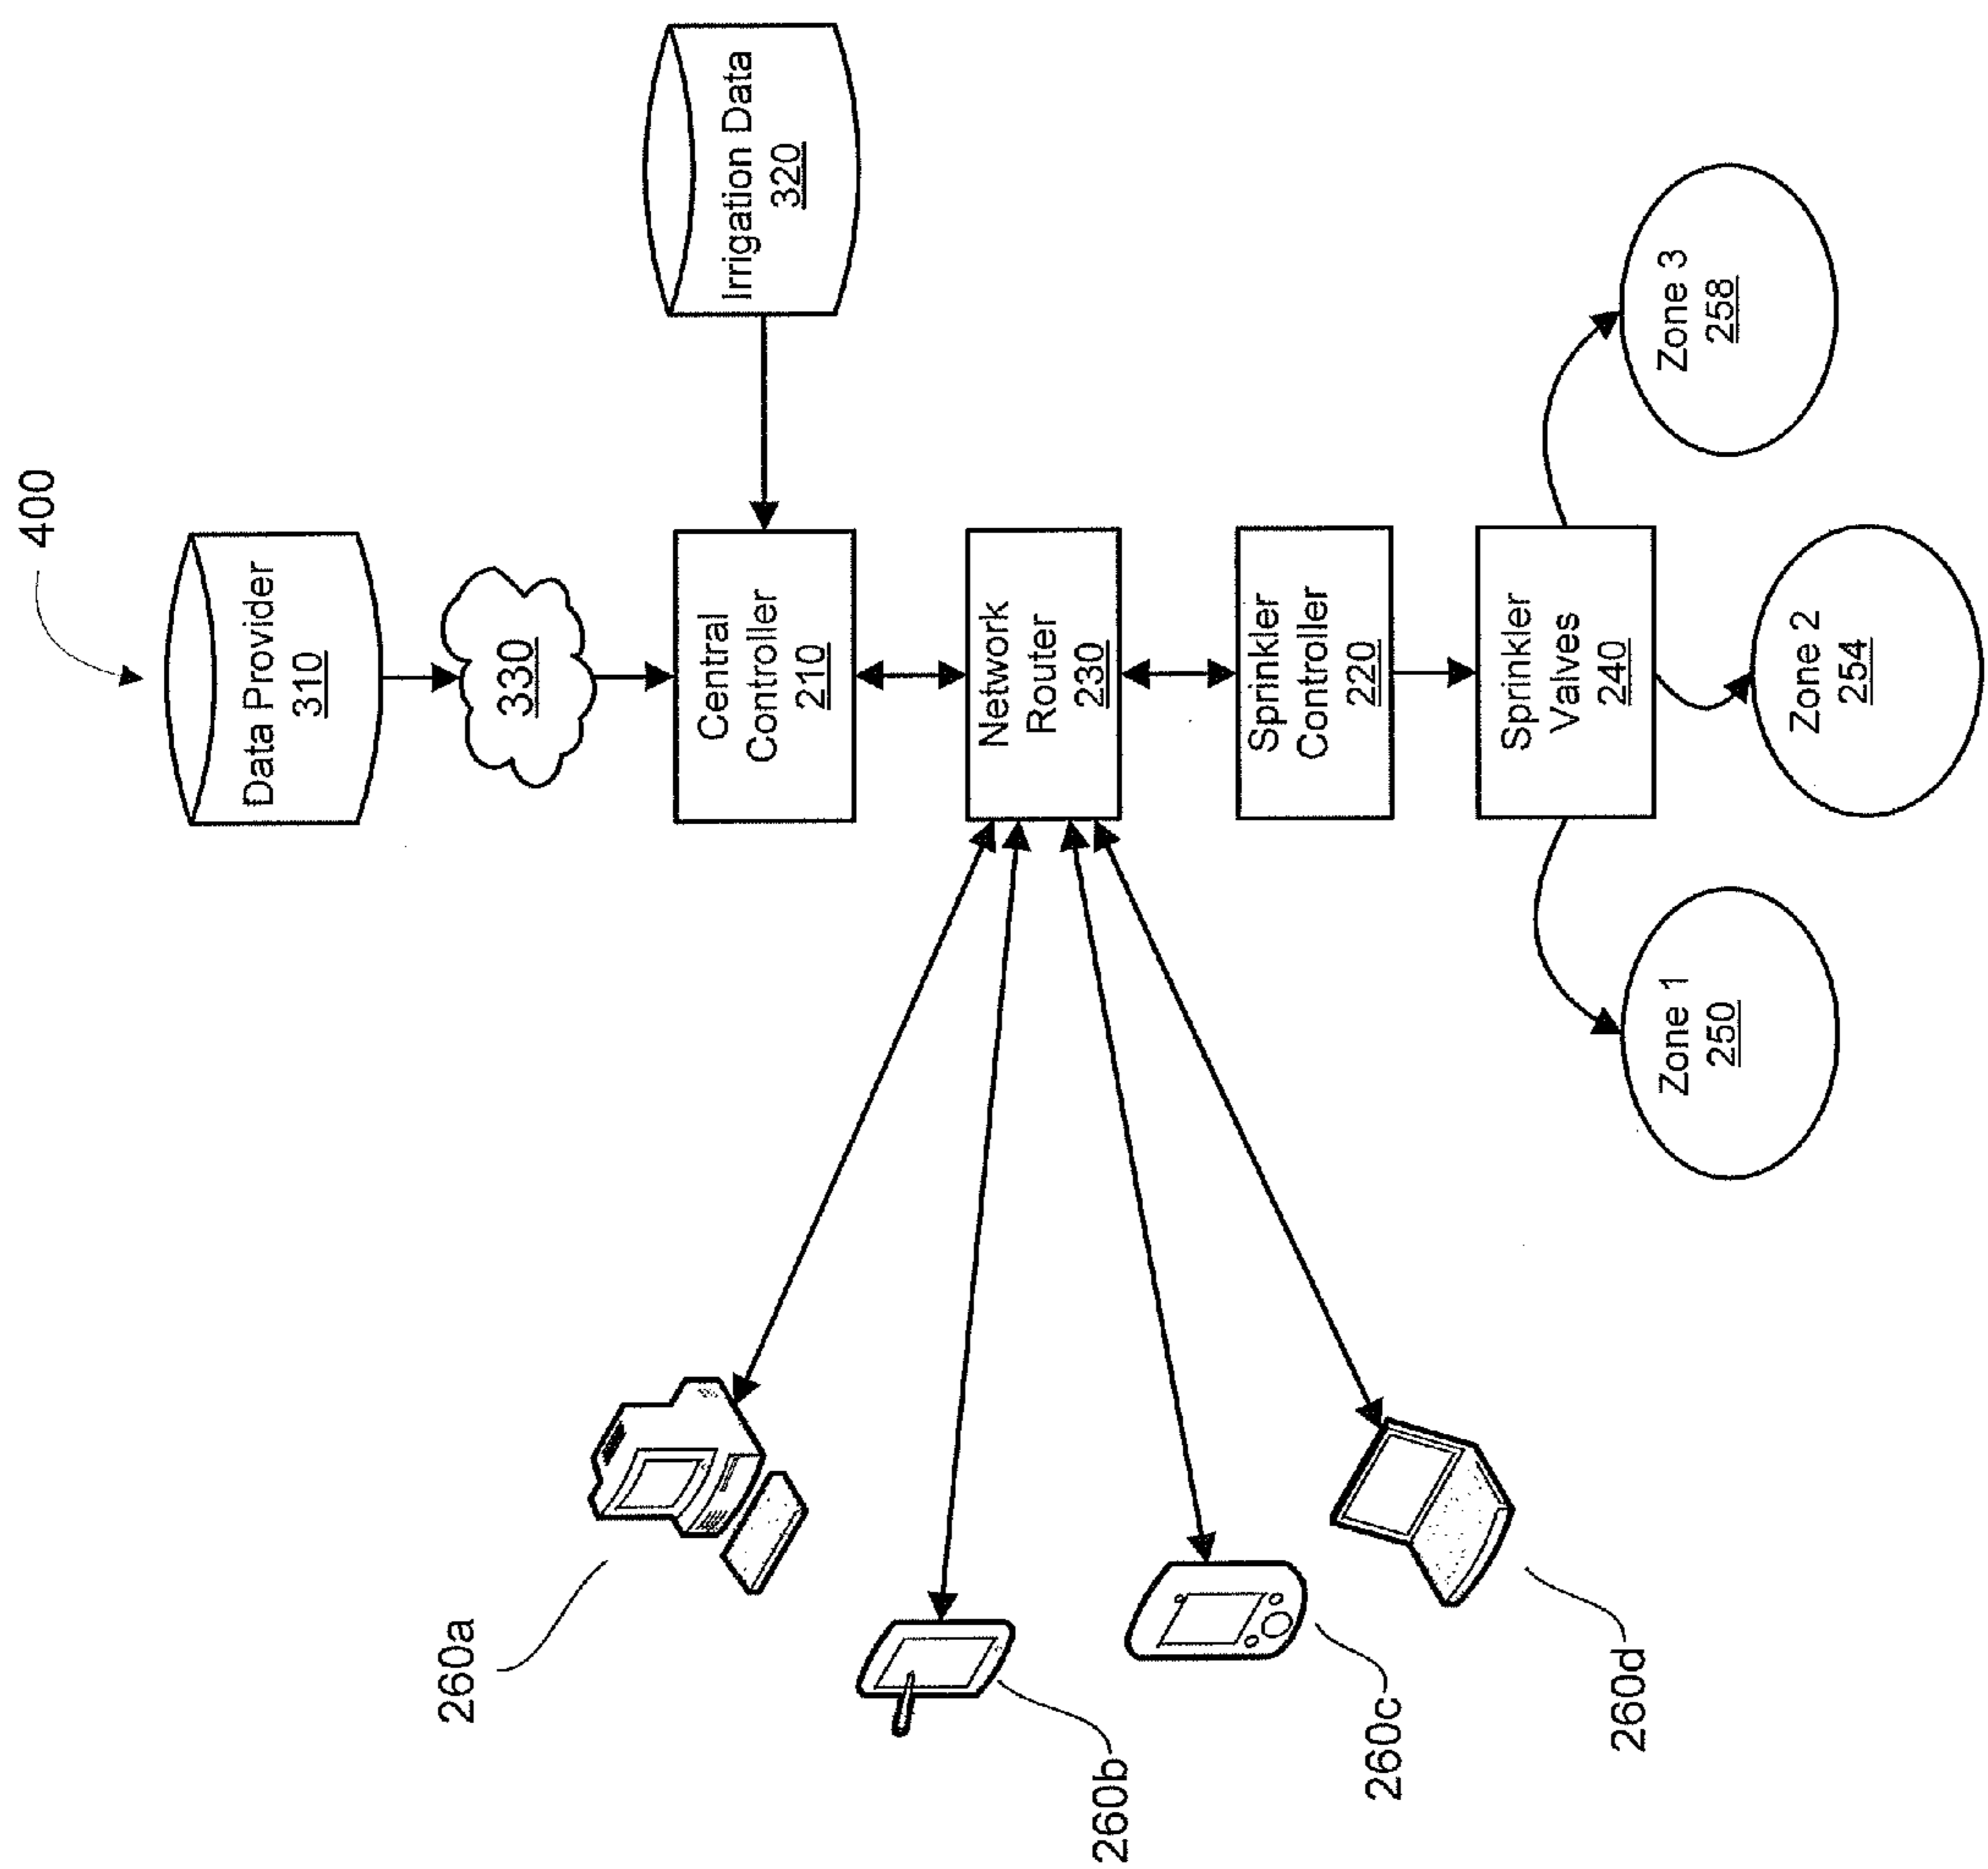 400
Data Provider
310
330
Irrigation Data
320
Central
Controller
210
Network
Router
230
Sprinkler
Controller
220
Sprinkler
Valves
240
Zone 1
250
Zone 2
254
Zone 3
258
260a
260b
260c
260d